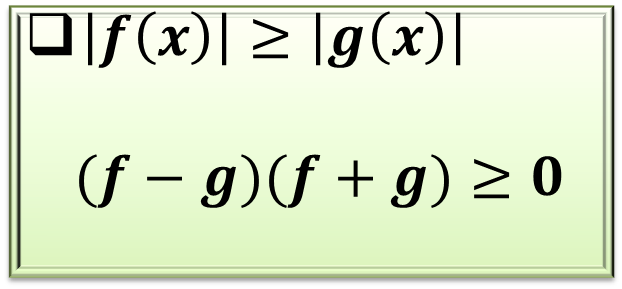 ❑|f(x)| ≥ |g(x)|
(f − g)(f + g) ≥ 0